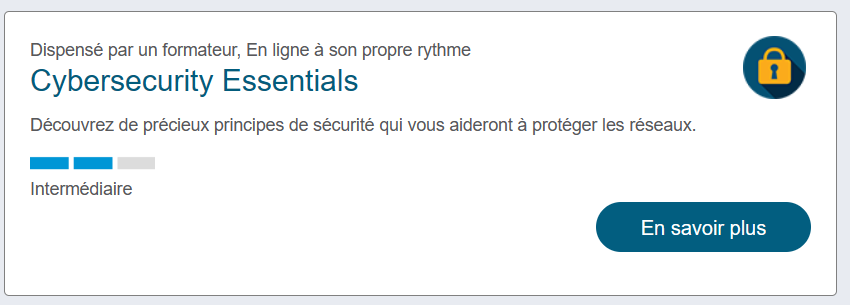 Dispensé par un formateur, En ligne à son propre rythme
Cybersecurity Essentials
Découvrez de précieux principes de sécurité qui vous aideront à protéger les réseaux.
Intermédiaire
En savoir plus